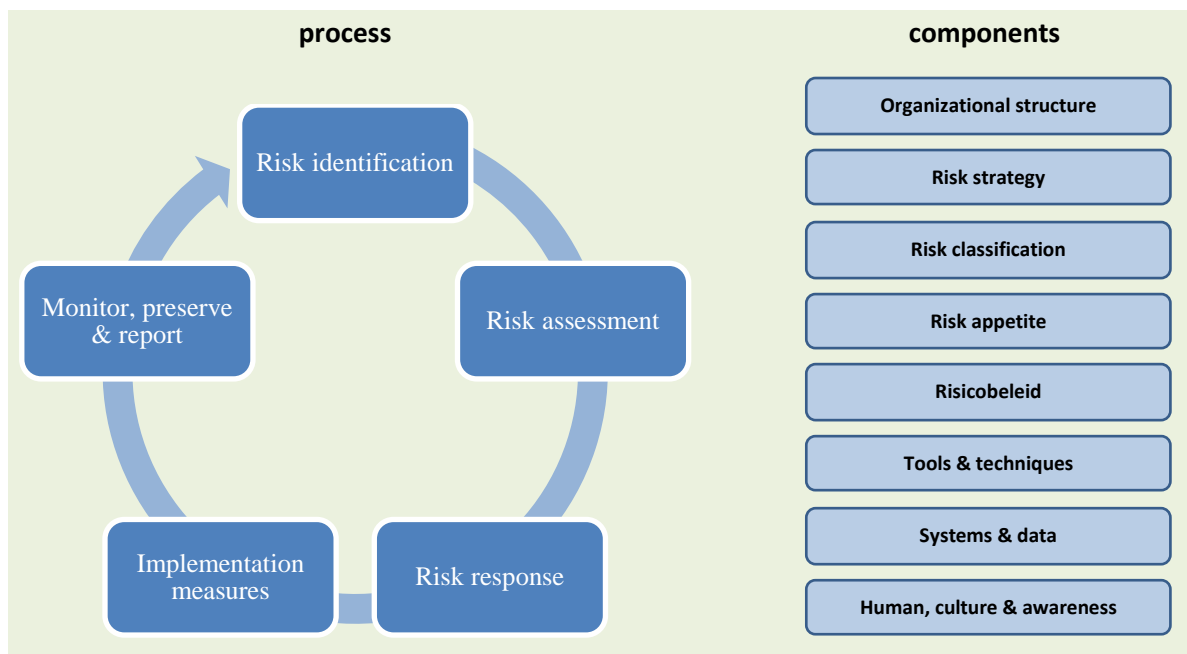 process
Risk identification
Risk assessment
Risk response
Implementation
measures
Monitor, preserve
& report
components
Organizational structure
Risk strategy
Risk classification
Risk appetite
Risicobeleid
Tools & techniques
Systems & data
Human, culture & awareness